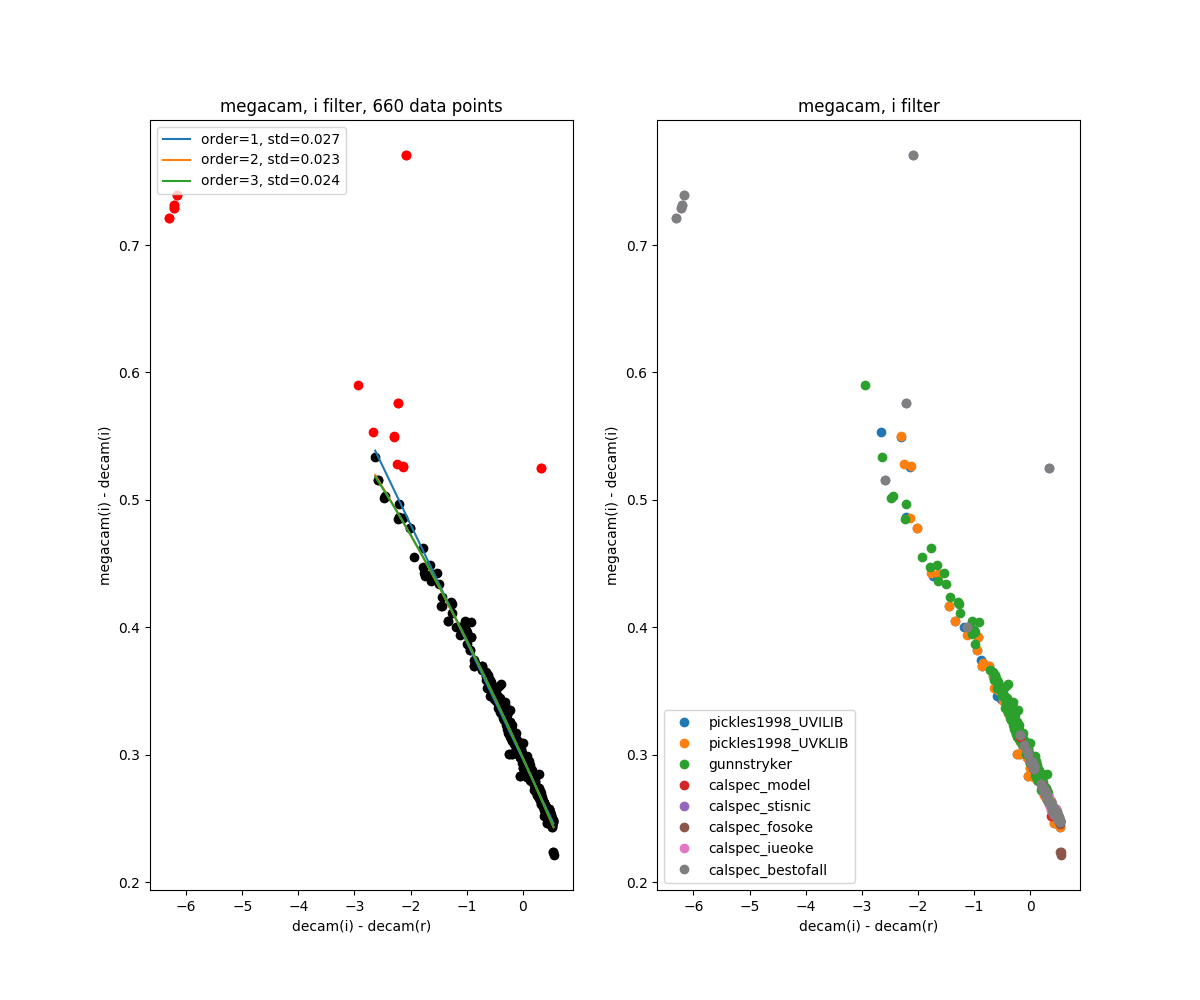 megacam, i filter, 660 data points
order=1, std=0.027
order=2, std=0.023
order=3, std=0.024
0.7
0.6
0.5
0.4
0.3
0.2
megacam(i) - decam(i)
−6 −5 −4 −3 −2 −1 0
decam(i) - decam(r)
megacam, i filter
0.7
0.6
0.5
0.4
0.3
0.2
megacam(i) - decam(i)
pickles1998_UVILIB
pickles1998_UVKLIB
gunnstryker
calspec_model
calspec_stisnic
calspec_fosoke
calspec_iueoke
calspec_bestofall
−6 −5 −4 −3 −2 −1 0
decam(i) - decam(r)